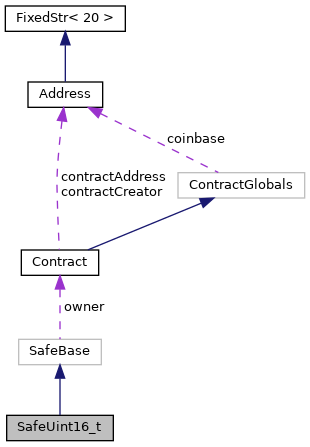 FixedStr< 20 >
Address
coinbase
contractAddress
contractCreator
ContractGlobals
Contract
owner
SafeBase
SafeUint16_t